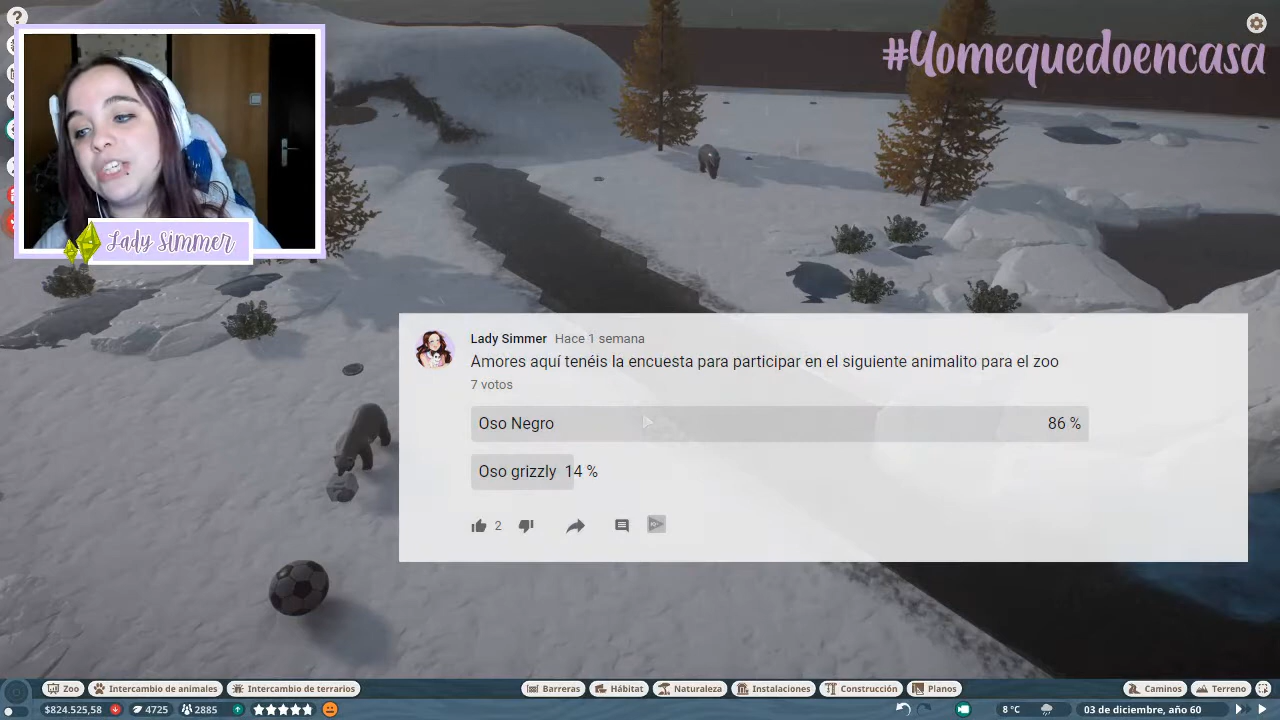 ?
#Yomequedoencasa
Lady Simmer
Lady Simmer Hace 1 semana
Amores aquí tenéis la encuesta para participar en el siguiente animalito para el zoo
7 votos
Oso Negro 86 %
Oso grizzly 14 %
2
Zoo Intercambio de animales Intercambio de terrarios Barreras Hábitat Naturaleza Instalaciones Construcción Planos Caminos Terreno
$824.525,58 4725 2885 8 °C 03 de diciembre, año 60